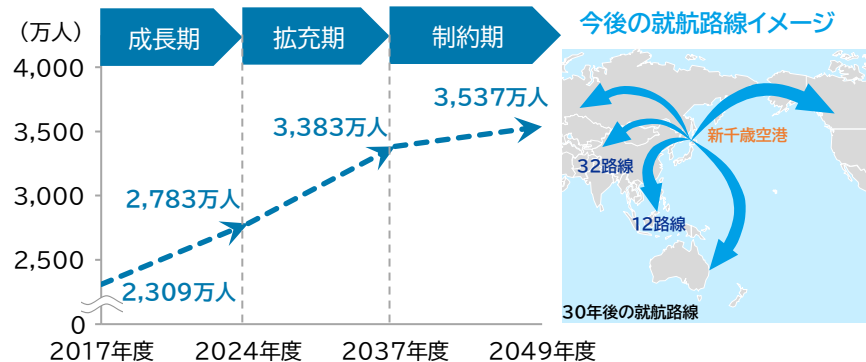 （万人）
成長期
拡充期
制約期
4,000
3,500
3,000
2,500
0
2,309万人
2,783万人
3,383万人
3,537万人
2017年度
2024年度
2037年度
2049年度
今後の就航路線イメージ
新千歳空港
32路線
12路線
30年後の就航路線